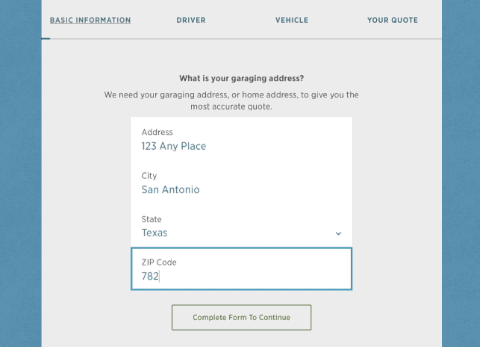 BASIC INFORMATION DRIVER VEHICLE YOUR QUOTE
What is your garaging address?
We need your garaging address, or home address, to give you the
most accurate quote.
Address
123 Any Place
City
San Antonio
State
Texas
ZIP Code
782
Complete Form To Continue